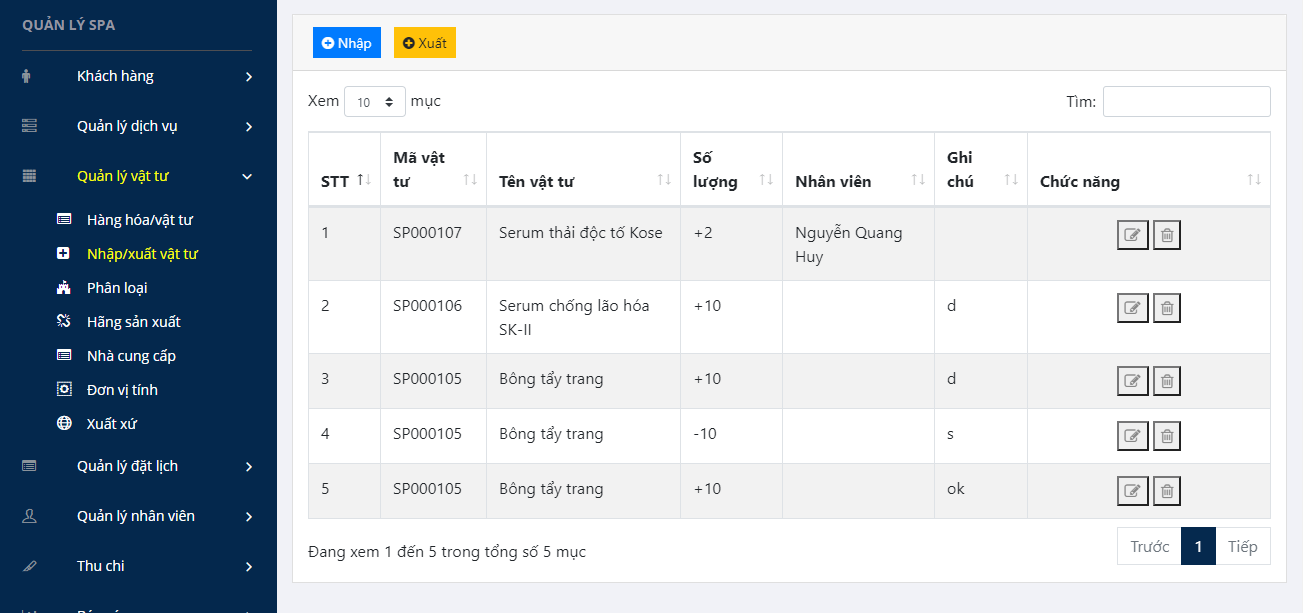 QUẢN LÝ SPA
Khách hàng
Quản lý dịch vụ
Quản lý vật tư
Hàng hóa/vật tư
Nhập/xuất vật tư
Phân loại
Hãng sản xuất
Nhà cung cấp
Đơn vị tính
Xuất xứ
Quản lý đặt lịch
Quản lý nhân viên
Thu chi
Nhập Xuất
Xem 10 mục Tìm:
STT Mã vật tư Tên vật tư Số lượng Nhân viên Ghi chú Chức năng
1 SP000107 Serum thải độc tố Kose +2 Nguyễn Quang Huy
2 SP000106 Serum chống lão hóa SK-II +10 d
3 SP000105 Bông tẩy trang +10 d
4 SP000105 Bông tẩy trang -10 s
5 SP000105 Bông tẩy trang +10 ok
Đang xem 1 đến 5 trong tổng số 5 mục
Trước 1 Tiếp